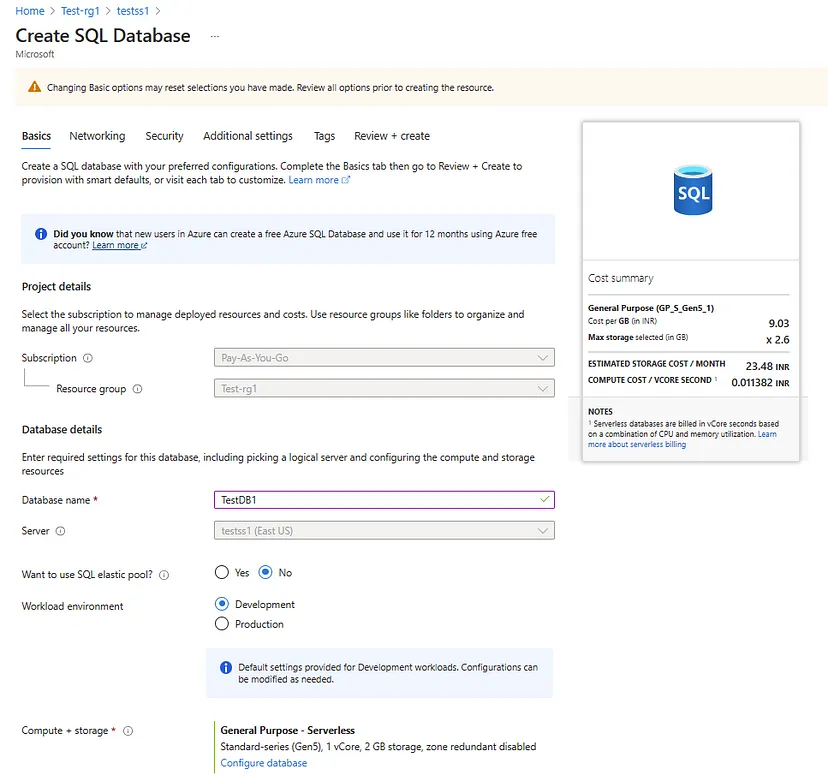 Home > Test-rg1 > testss1 >
Create SQL Database ...
Microsoft
Changing Basic options may reset selections you have made. Review all options prior to creating the resource.
Basics Networking Security Additional settings Tags Review + create
Create a SQL database with your preferred configurations. Complete the Basics tab then go to Review + Create to
provision with smart defaults, or visit each tab to customize. Learn more
Did you know that new users in Azure can create a free Azure SQL Database and use it for 12 months using Azure free
account? Learn more
Project details
Select the subscription to manage deployed resources and costs. Use resource groups like folders to organize and
manage all your resources.
Subscription Pay-As-You-Go
Resource group Test-rg1
Database details
Enter required settings for this database, including picking a logical server and configuring the compute and storage
resources
Database name * TestDB1
Server testss1 (East US)
Want to use SQL elastic pool? Yes No
Workload environment Development
Production
Default settings provided for Development workloads. Configurations can
be modified as needed.
Compute + storage * General Purpose - Serverless
Standard-series (Gen5), 1 vCore, 2 GB storage, zone redundant disabled
Configure database
SQL
Cost summary
General Purpose (GP_S_Gen5_1)
Cost per GB (in INR) 9.03
Max storage selected (in GB) x 2.6
ESTIMATED STORAGE COST / MONTH 23.48 INR
COMPUTE COST / VCORE SECOND 1 0.011382 INR
NOTES
1 Serverless databases are billed in vCore seconds based
on a combination of CPU and memory utilization. Learn
more about serverless billing